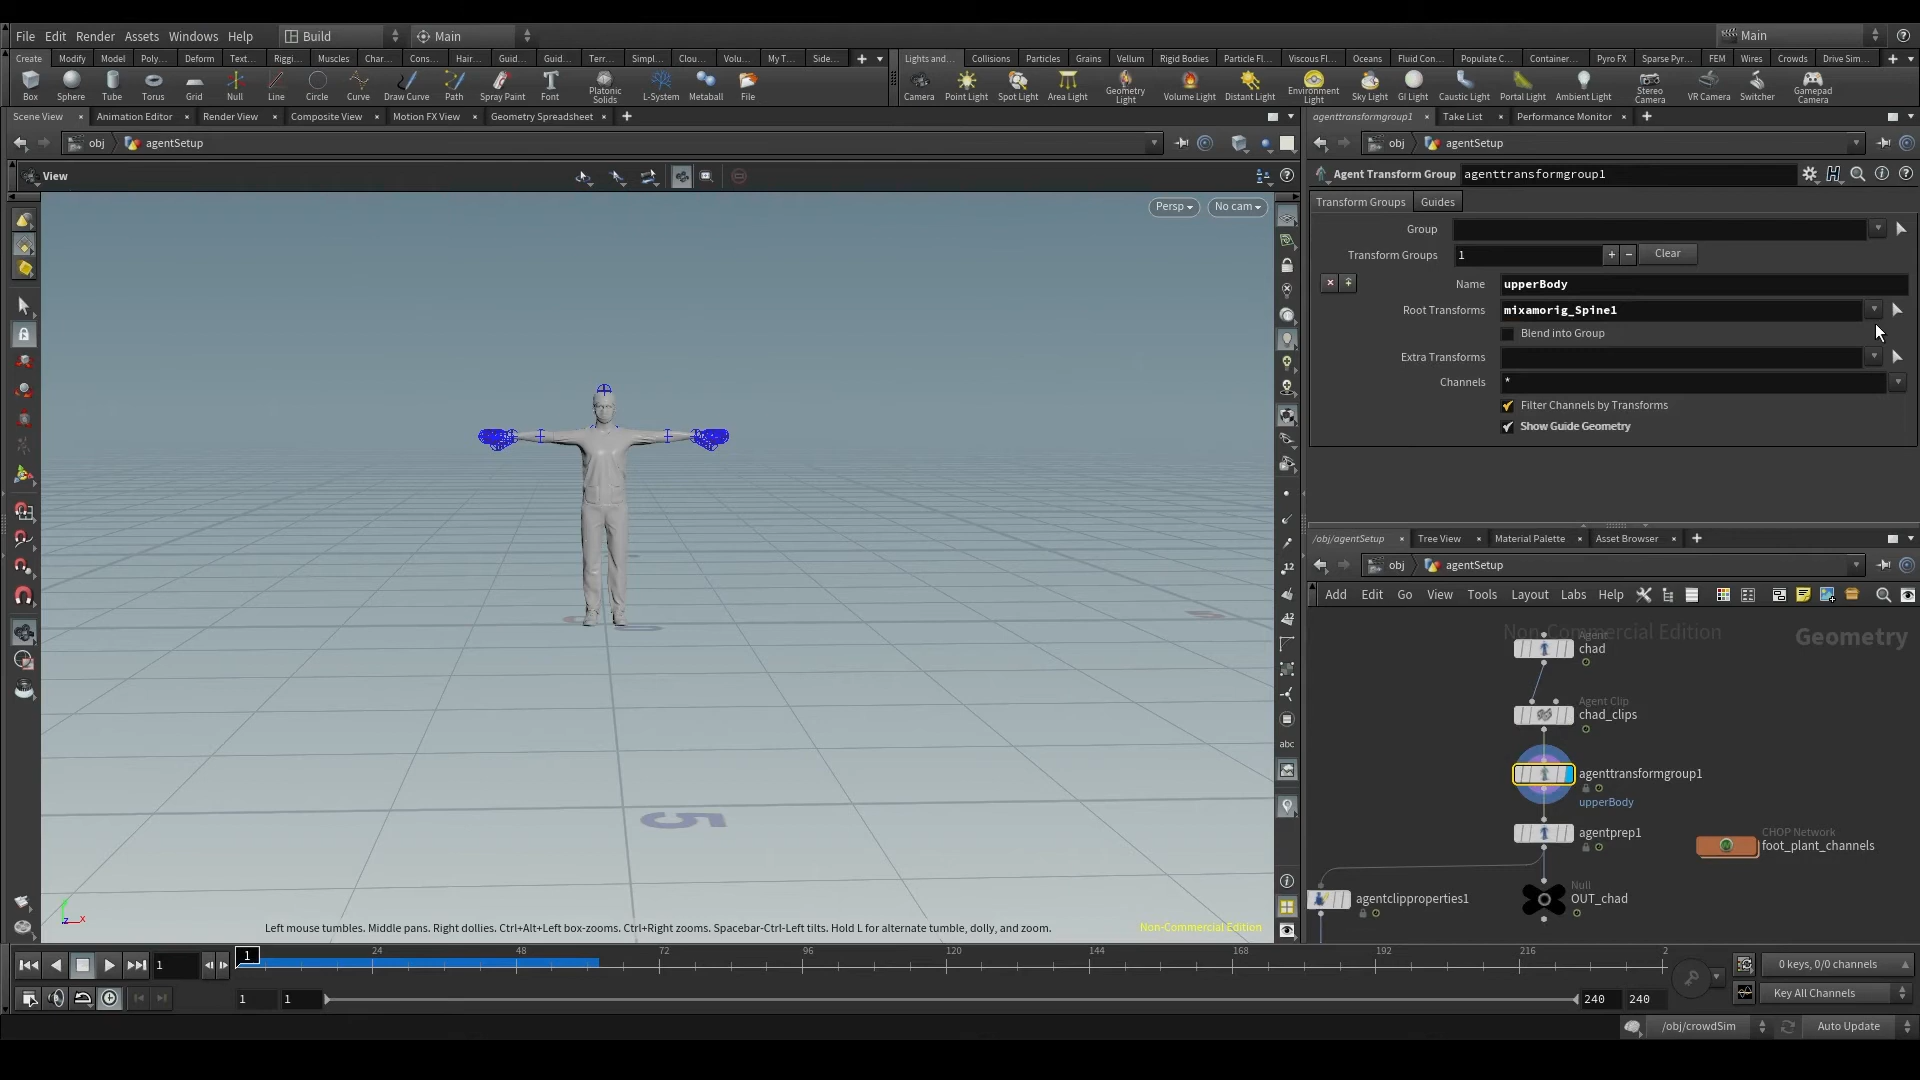 File Edit Render Assets Windows Help Build Main Main
Create Modify Model Poly... Deform Text... Riggi... Muscles Char... Cons... Hair... Guid... Guid... Terr... Simpl... Clou... Volu... My T... Side... Lights and... Collisions Particles Grains Vellum Rigid Bodies Particle Fl... Viscous Fl... Oceans Fluid Con... Populate C... Container... Pyro FX Sparse Pyr... FEM Wires Crowds Drive Sim...
Box Sphere Tube Torus Grid Null Line Circle Curve Draw Curve Path Spray Paint Font Platonic Solids L-System Metaball File Camera Point Light Spot Light Area Light Geometry Light Volume Light Distant Light Environment Light Sky Light GI Light Caustic Light Portal Light Ambient Light Stereo Camera VR Camera Switcher Gamepad Camera
Scene View Animation Editor Render View Composite View Motion FX View Geometry Spreadsheet agenttransformgroup1 Take List Performance Monitor
obj agentSetup obj agentSetup
View
Persp No cam
Agent Transform Group agenttransformgroup1
Transform Groups Guides
Group
Transform Groups 1 Clear
Name upperBody
Root Transforms mixamorig_Spine1
Blend into Group
Extra Transforms
Channels *
Filter Channels by Transforms
Show Guide Geometry
/obj/agentSetup Tree View Material Palette Asset Browser
obj agentSetup
Add Edit Go View Tools Layout Labs Help
Non-Commercial Edition Geometry
Agent
chad
Agent Clip
chad_clips
agenttransformgroup1
upperBody
agentprep1
CHOP Network
foot_plant_channels
agentclipproperties1
Null
OUT_chad
5
12
12
abc
z x
Left mouse tumbles. Middle pans. Right dollies. Ctrl+Alt+Left box-zooms. Ctrl+Right zooms. Spacebar-Ctrl-Left tilts. Hold L for alternate tumble, dolly, and zoom.
Non-Commercial Edition
1 1 24 48 72 96 120 144 168 192 216 2
0 keys, 0/0 channels
1 1 240 240 Key All Channels
/obj/crowdSim Auto Update